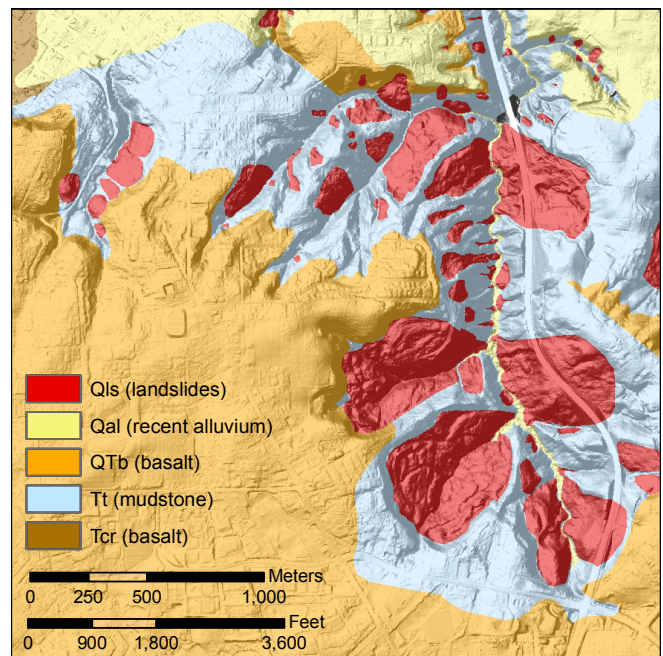 Qls (landslides)
Qal (recent alluvium)
QTb (basalt)
Tt (mudstone)
Tcr (basalt)
Meters
0 250 500 1,000
Feet
0 900 1,800 3,600